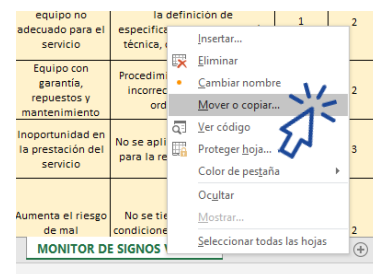 equipo no
adecuado para el
servicio
la definición de
especifica
técnica,
1
2
Equipo con
garantía,
repuestos y
mantenimiento
Procedimi
incorrec
ord
2
Inoportunidad en
la prestación del
servicio
No se apli
para la re
3
Aumenta el riesgo
de mal
No se tie
condicione
2
Insertar...
Eliminar
Cambiar nombre
Mover o copiar...
Ver código
Proteger hoja...
Color de pestaña
Ocultar
Mostrar...
Seleccionar todas las hojas
MONITOR DE SIGNOS V